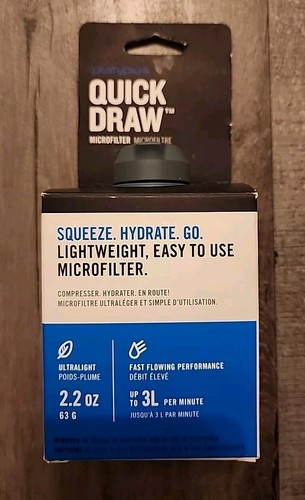 QUICK
DRAW™
MICROFILTER MICROFILTRE
SQUEEZE. HYDRATE. GO.
LIGHTWEIGHT, EASY TO USE
MICROFILTER.
COMPRESSER. HYDRATER. EN ROUTE!
MICROFILTRE ULTRALÉGER ET SIMPLE D'UTILISATION.
ULTRALIGHT
POIDS-PLUME
2.2 OZ
63 G
FAST FLOWING PERFORMANCE
DÉBIT ÉLEVÉ
UP TO 3L PER MINUTE
JUSQU'À 3 L PAR MINUTE